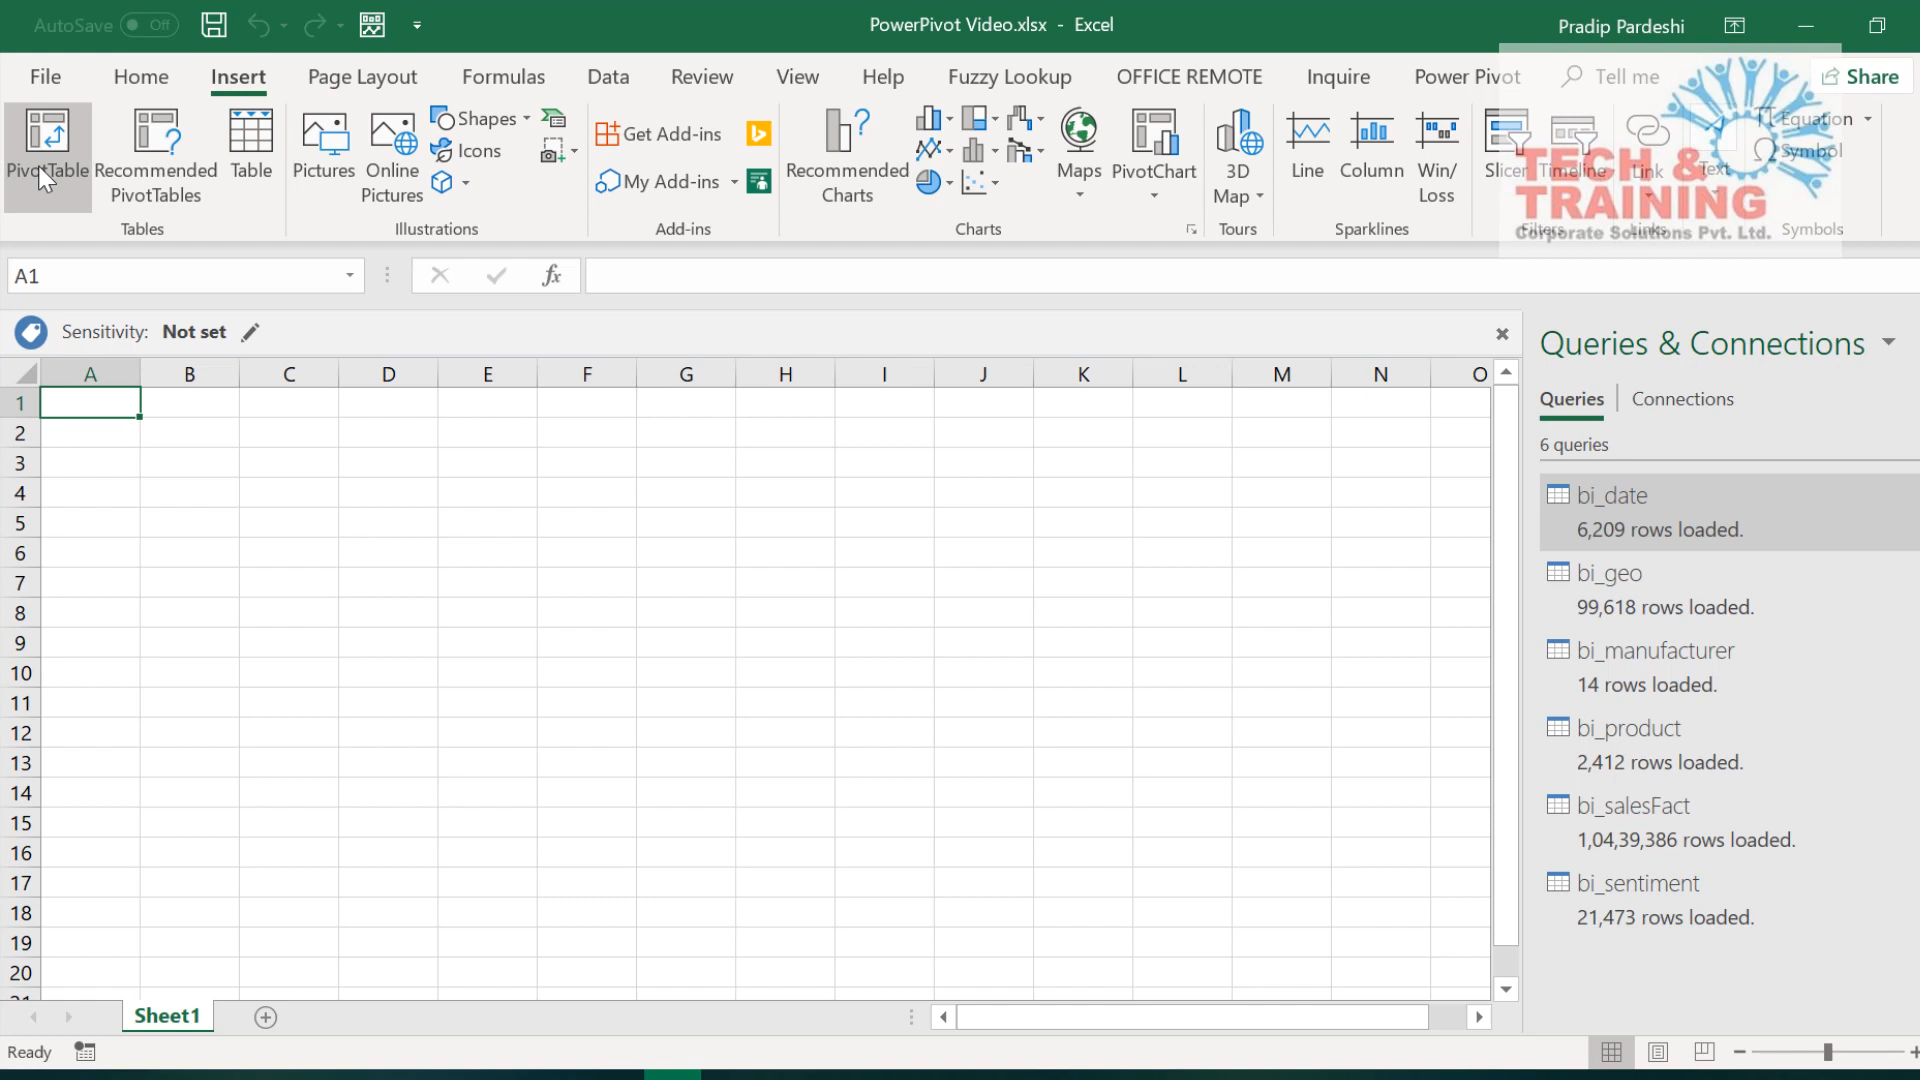 AutoSave Off
PowerPivot Video.xlsx - Excel
Pradip Pardeshi
File Home Insert Page Layout Formulas Data Review View Help Fuzzy Lookup OFFICE REMOTE Inquire Power Pivot Tell me Share
PivotTable
Recommended
PivotTables
Table
Tables
Pictures
Online
Pictures
Shapes
Icons
Illustrations
Get Add-ins
My Add-ins
Add-ins
Recommended
Charts
Maps
PivotChart
Charts
3D
Map
Tours
Line
Column
Win/
Loss
Sparklines
Slicer
Timeline
Filters
Link
Links
Text
Equation
Symbol
Symbols
TECH &
TRAINING
Corporate Solutions Pvt. Ltd.
A1
fx
Sensitivity: Not set
A B C D E F G H I J K L M N O
1
2
3
4
5
6
7
8
9
10
11
12
13
14
15
16
17
18
19
20
21
Queries & Connections
Queries Connections
6 queries
bi_date
6,209 rows loaded.
bi_geo
99,618 rows loaded.
bi_manufacturer
14 rows loaded.
bi_product
2,412 rows loaded.
bi_salesFact
1,04,39,386 rows loaded.
bi_sentiment
21,473 rows loaded.
Sheet1
Ready